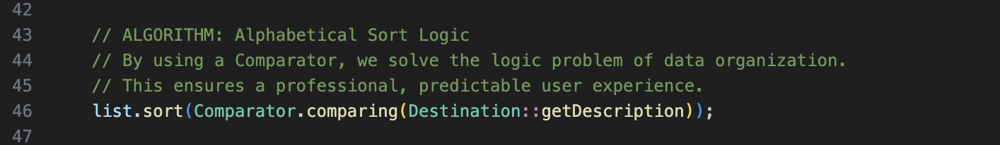 42
43 // ALGORITHM: Alphabetical Sort Logic
44 // By using a Comparator, we solve the logic problem of data organization.
45 // This ensures a professional, predictable user experience.
46 list.sort(Comparator.comparing(Destination::getDescription));
47